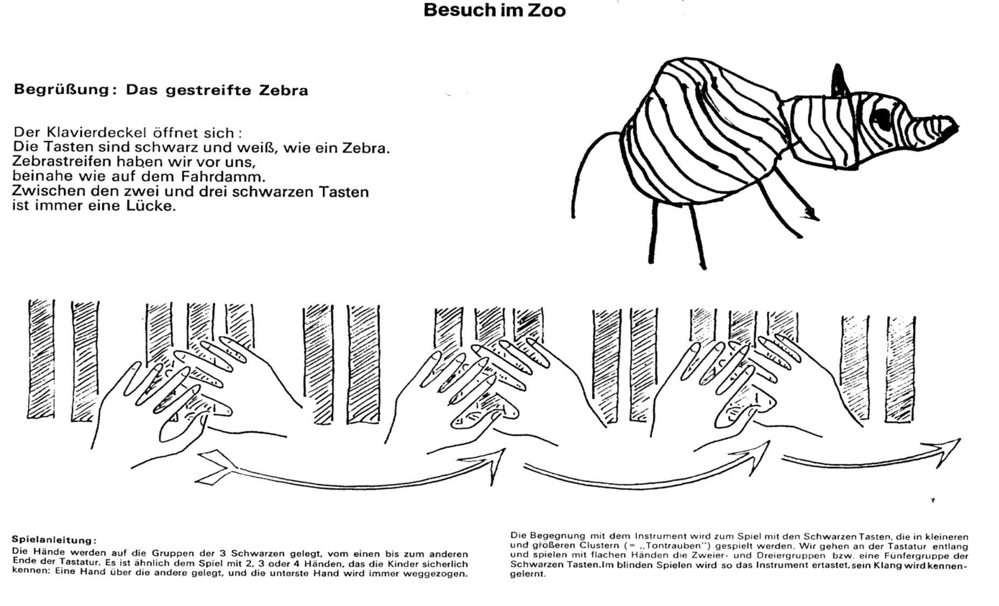 Besuch im Zoo
Begrüßung: Das gestreifte Zebra
Der Klavierdeckel öffnet sich:
Die Tasten sind schwarz und weiß, wie ein Zebra.
Zebrastreifen haben wir vor uns,
beinahe wie auf dem Fahrdamm.
Zwischen den zwei und drei schwarzen Tasten
ist immer eine Lücke.
Spielanleitung:
Die Hände werden auf die Gruppen der 3 Schwarzen gelegt, vom einen bis zum anderen
Ende der Tastatur. Es ist ähnlich dem Spiel mit 2, 3 oder 4 Händen, das die Kinder sicherlich
kennen: Eine Hand über die andere gelegt, und die unterste Hand wird immer weggezogen.
Die Begegnung mit dem Instrument wird zum Spiel mit den Schwarzen Tasten, die in kleineren
und größeren Clustern (= „Tontrauben") gespielt werden. Wir gehen an der Tastatur entlang
und spielen mit flachen Händen die Zweier- und Dreiergruppen bzw. eine Fünfergruppe der
Schwarzen Tasten. Im blinden Spielen wird so das Instrument ertastet, sein Klang wird kennen-
gelernt.